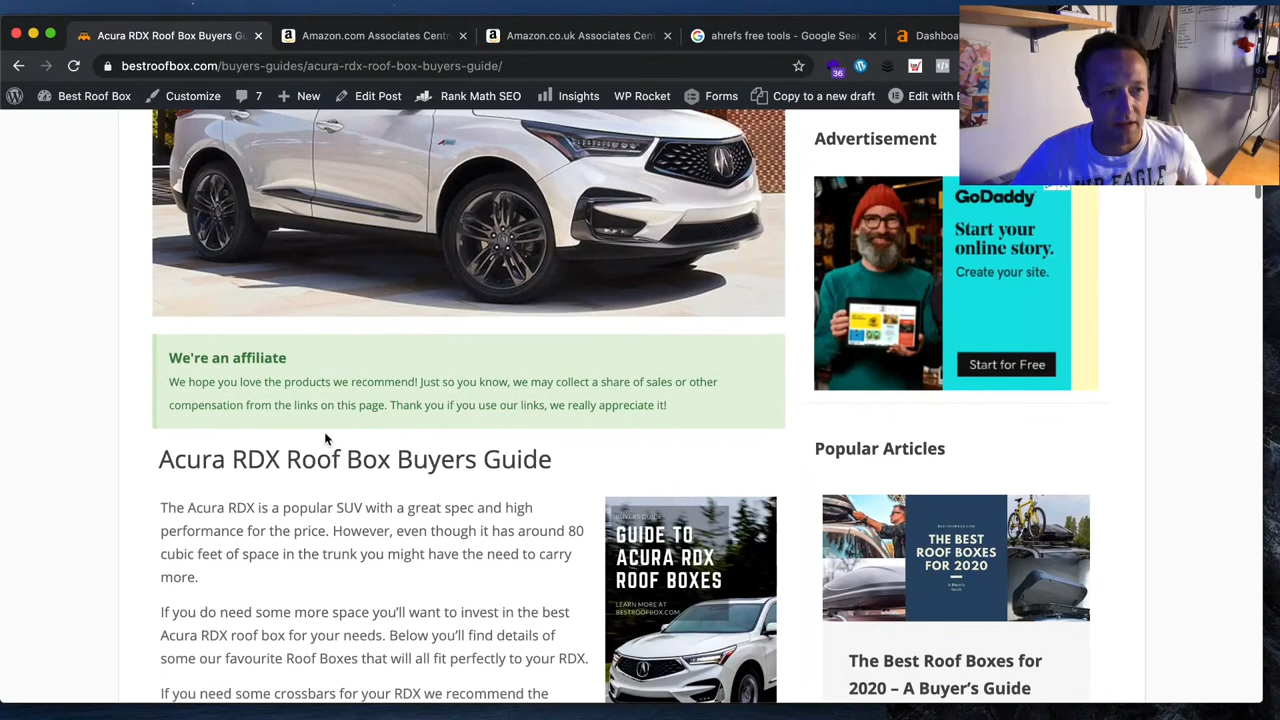 Acura RDX Roof Box Buyers Gu
Amazon.com
Centr
Amazon.co.uk Associates Cent
ahrefs free tools - Google Sea
Dashboa
bestroofbox.com/buyers-guides/
-rdx-roof-box-buyers-guide/
36
Best Roof Box
Customize
7
New
Edit Post
Rank Math SEO
Insights
WP Rocket
Forms
Copy to a new draft
Edit with
Advertisement
EAGLE
GoDaddy
Start your
online story.
Create your site.
Start for Free
We're an affiliate
We hope you love the products we recommend! Just so you know, we may collect a share of sales or other
compensation from the links on this page. Thank you if you use our links, we really appreciate it!
Acura RDX Roof Box Buyers Guide
The Acura RDX is a popular SUV with a great spec and high
performance for the price. However, even though it has around 80
cubic feet of space in the trunk you might have the need to carry
more.
If you do need some more space you'll want to invest in the best
Acura RDX roof box for your needs. Below you'll find details of
some our favourite Roof Boxes that will all fit perfectly to your RDX.
If you need some crossbars for your RDX we recommend the
BUYERS GUIDE
GUIDE TO
ACURA RDX
ROOF BOXES
LEARN MORE AT
BESTROOFBOX.COM
Popular Articles
THE BEST
ROOF BOXES
FOR 2020
The Best Roof Boxes for
2020 – A Buyer's Guide